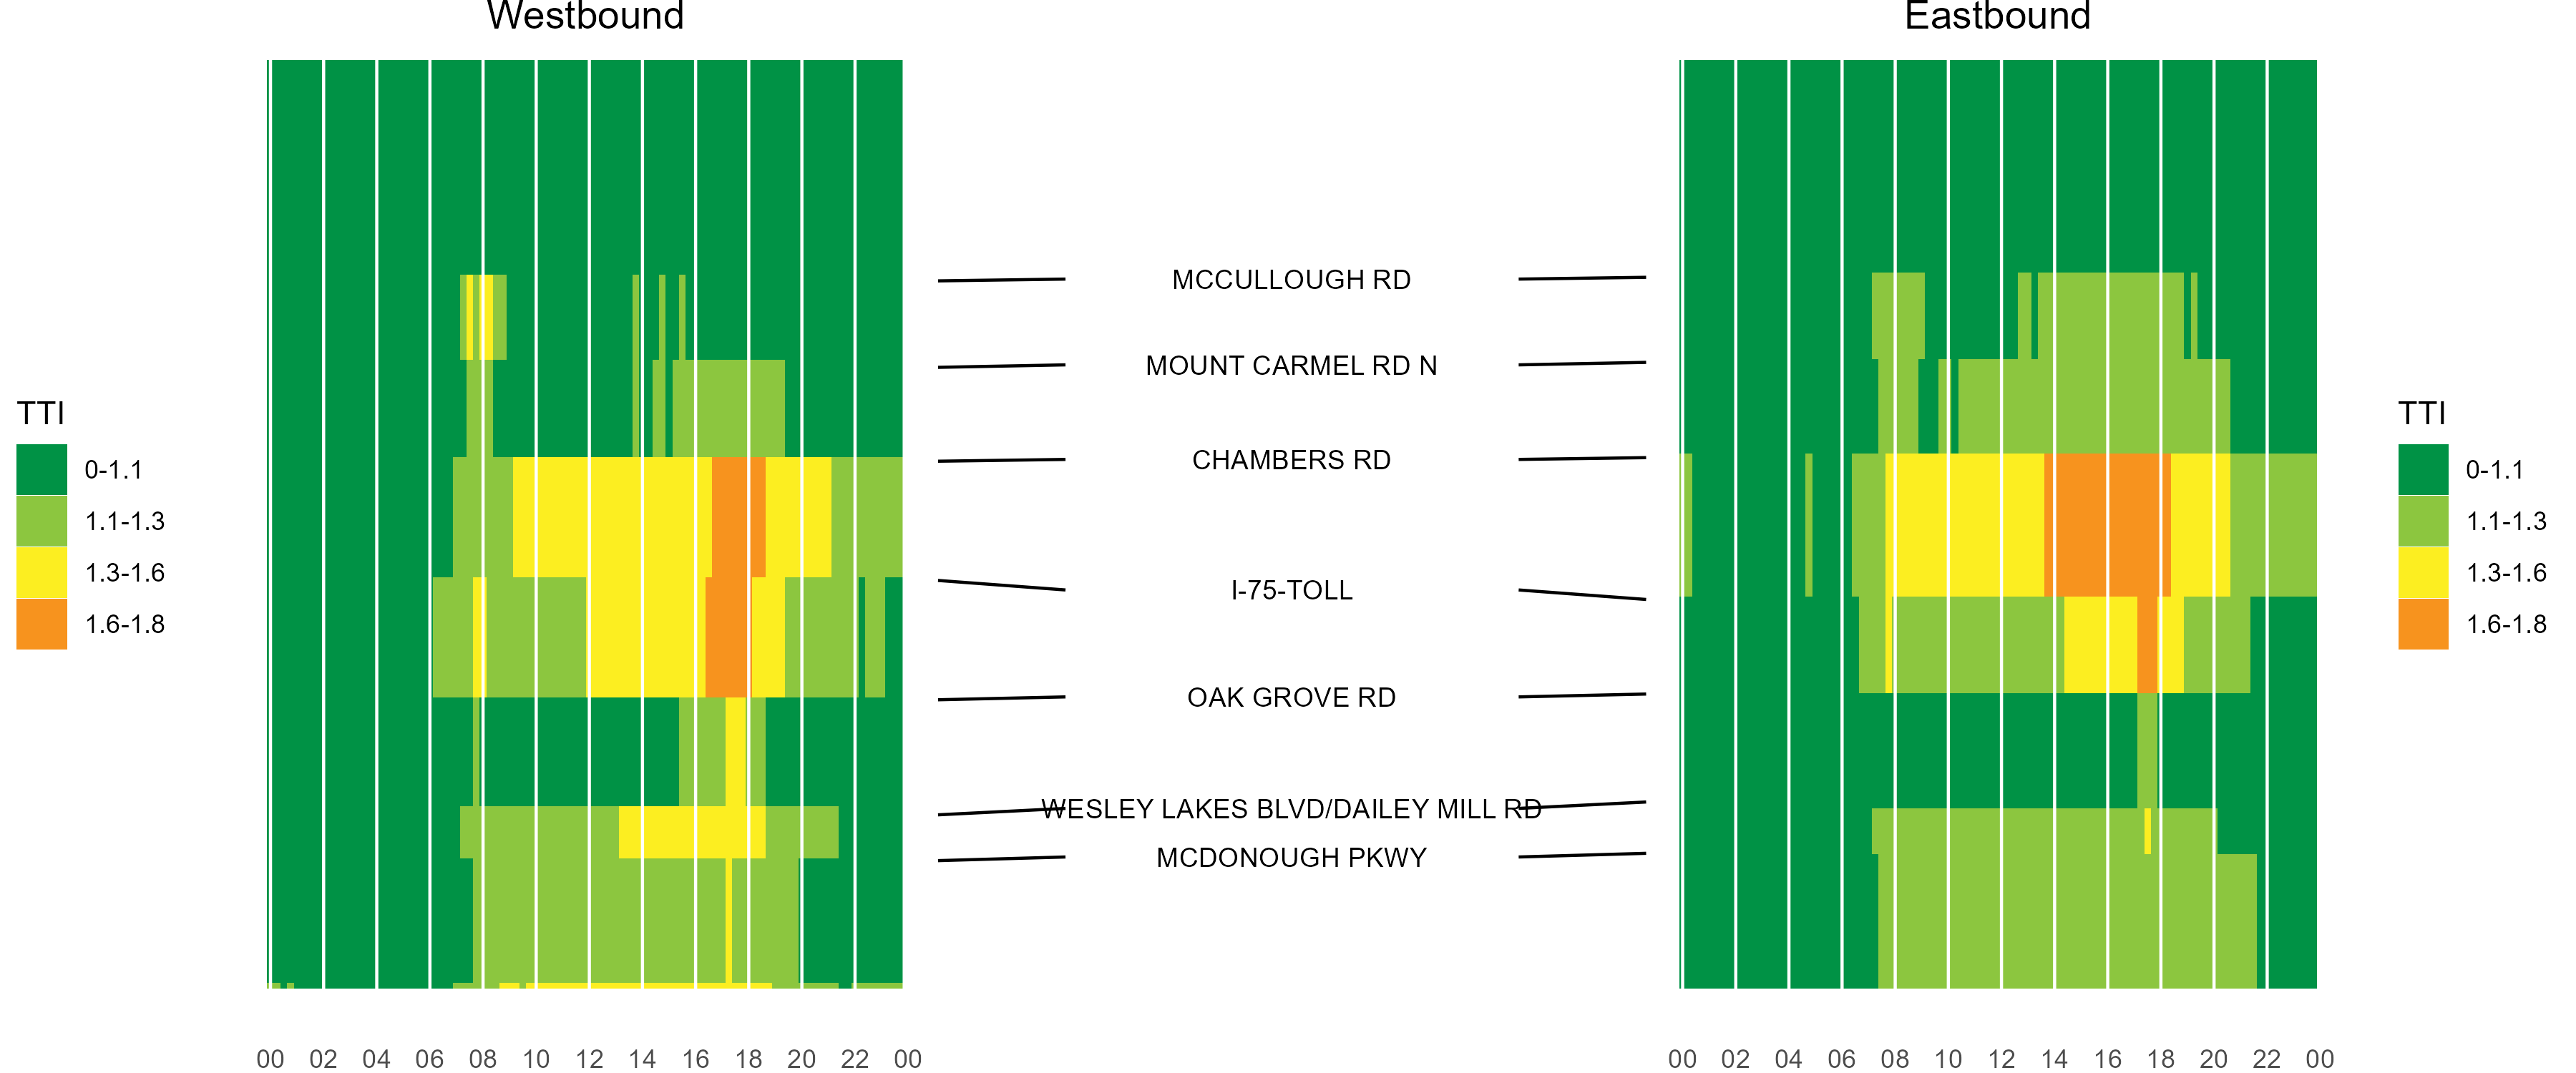 Westbound
Eastbound
MCCULLOUGH RD
MOUNT CARMEL RD N
CHAMBERS RD
I-75-TOLL
OAK GROVE RD
WESLEY LAKES BLVD/DAILEY MILL RD
MCDONOUGH PKWY
TTI
0-1.1
1.1-1.3
1.3-1.6
1.6-1.8
TTI
0-1.1
1.1-1.3
1.3-1.6
1.6-1.8
00 02 04 06 08 10 12 14 16 18 20 22 00
00 02 04 06 08 10 12 14 16 18 20 22 00